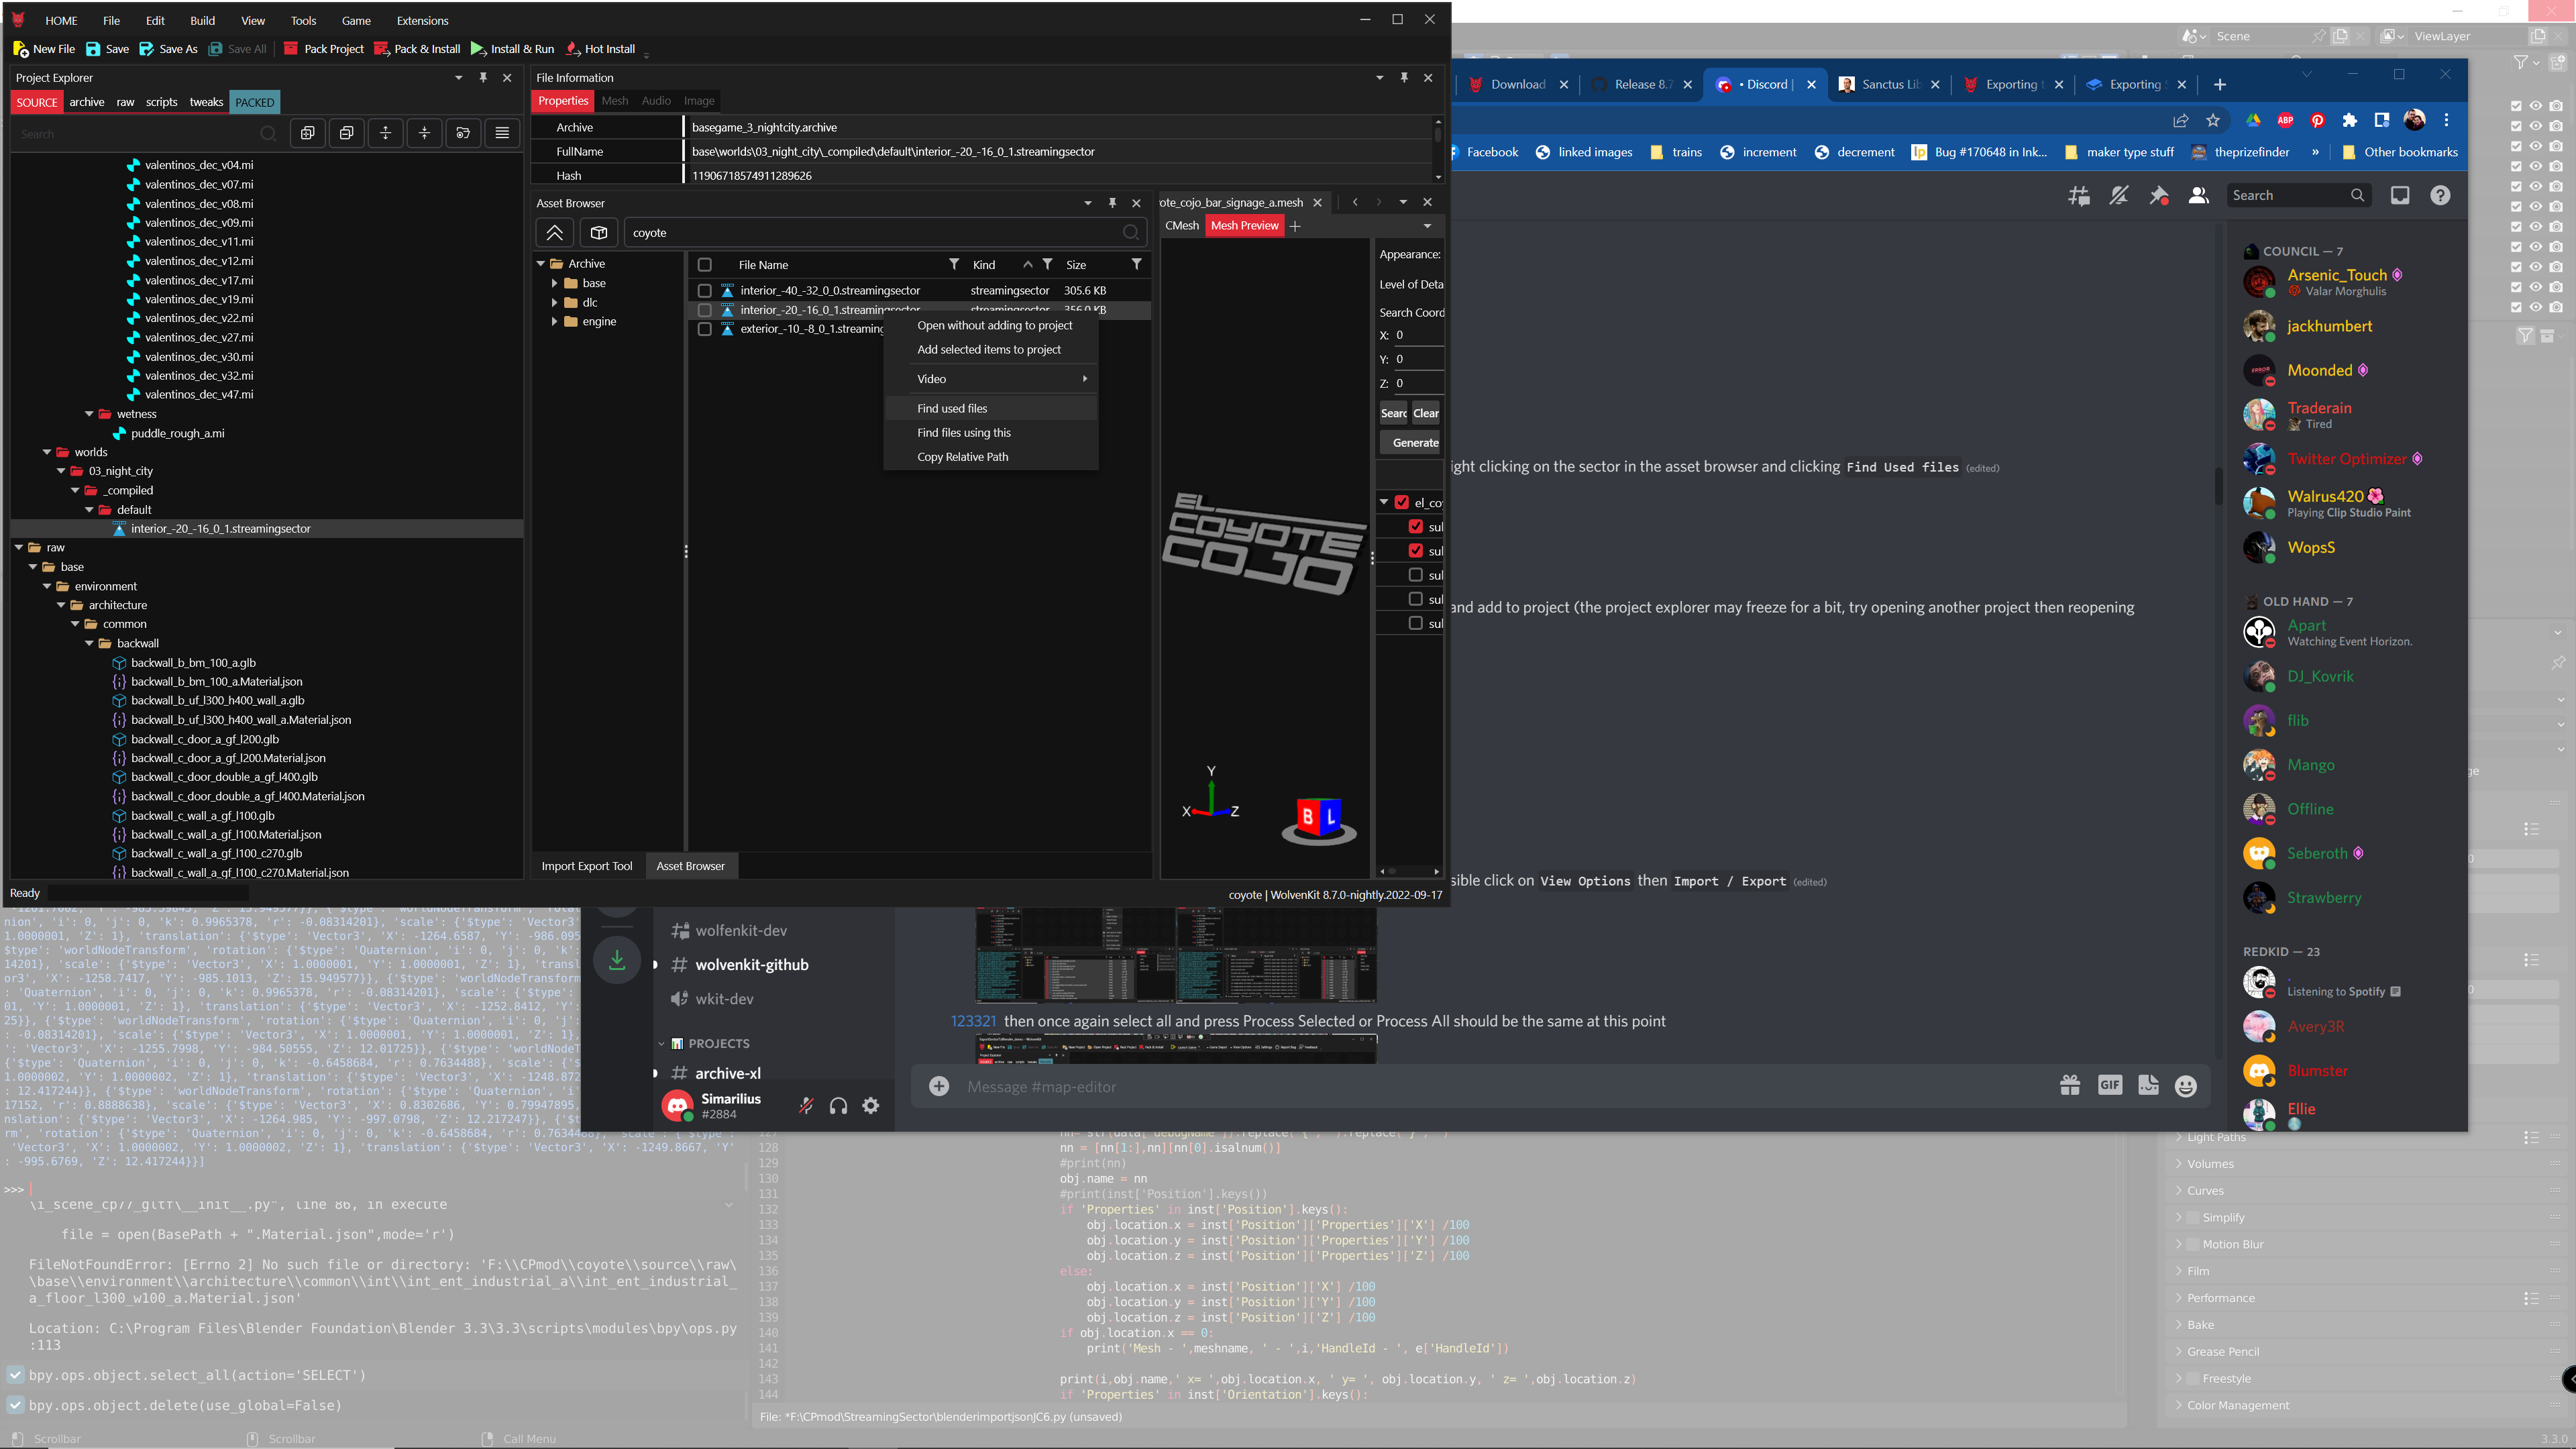 HOME File Edit Build View Tools Game Extensions
New File Save Save As Save All Pack Project Pack & Install Install & Run Hot Install
Project Explorer
SOURCE archive raw scripts tweaks PACKED
Search
valentinos_dec_v04.mi
valentinos_dec_v07.mi
valentinos_dec_v08.mi
valentinos_dec_v09.mi
valentinos_dec_v11.mi
valentinos_dec_v12.mi
valentinos_dec_v17.mi
valentinos_dec_v19.mi
valentinos_dec_v22.mi
valentinos_dec_v27.mi
valentinos_dec_v30.mi
valentinos_dec_v32.mi
valentinos_dec_v47.mi
wetness
puddle_rough_a.mi
worlds
03_night_city
_compiled
default
interior_-20_-16_0_1.streamingsector
raw
base
environment
architecture
common
backwall
backwall_b_bm_100_a.glb
backwall_b_bm_100_a.Material.json
backwall_b_uf_l300_h400_wall_a.glb
backwall_b_uf_l300_h400_wall_a.Material.json
backwall_c_door_a_gf_l200.glb
backwall_c_door_a_gf_l200.Material.json
backwall_c_door_double_a_gf_l400.glb
backwall_c_door_double_a_gf_l400.Material.json
backwall_c_wall_a_gf_l100.glb
backwall_c_wall_a_gf_l100.Material.json
backwall_c_wall_a_gf_l100_c270.glb
backwall_c_wall_a_gf_l100_c270.Material.json
Ready
File Information
Properties Mesh Audio Image
Archive basegame_3_nightcity.archive
FullName base\worlds\03_night_city\_compiled\default\interior_-20_-16_0_1.streamingsector
Hash 11906718574911289626
Asset Browser
coyote
Archive
base
dlc
engine
File Name Kind Size
interior_-40_-32_0_0.streamingsector streamingsector 305.6 KB
interior_-20_-16_0_1.streamingsector streamingsector 356.0 KB
exterior_-10_-8_0_1.streaming
Open without adding to project
Add selected items to project
Video
Find used files
Find files using this
Copy Relative Path
Import Export Tool Asset Browser
ote_cojo_bar_signage_a.mesh
CMesh Mesh Preview
Appearance:
Level of Deta
Search Coord
X: 0
Y: 0
Z: 0
Searc Clear
Generate
el_co
sul
sul
sul
sul
sul
EL COYOTE COJO
Y
X Z
B L
coyote | WolvenKit 8.7.0-nightly.2022-09-17
Scene ViewLayer
Download Release 8.7 • Discord | Sanctus Lib Exporting t Exporting S
Facebook linked images trains increment decrement Bug #170648 in Ink... maker type stuff theprizefinder » Other bookmarks
Search
ight clicking on the sector in the asset browser and clicking Find Used files (edited)
and add to project (the project explorer may freeze for a bit, try opening another project then reopening
sible click on View Options then Import / Export (edited)
123321 then once again select all and press Process Selected or Process All should be the same at this point
Message #map-editor
GIF
wolfenkit-dev
wolvenkit-github
wkit-dev
PROJECTS
archive-xl
Simarilius
#2884
COUNCIL — 7
Arsenic_Touch
Valar Morghulis
jackhumbert
Moonded
Traderain
Tired
Twitter Optimizer
Walrus420
Playing Clip Studio Paint
WopsS
OLD HAND — 7
Apart
Watching Event Horizon.
DJ_Kovrik
flib
Mango
Offline
Seberoth
Strawberry
REDKID — 23
.
Listening to Spotify
Avery3R
Blumster
Ellie
>>>
\i_scene_cp77_gltf\__init__.py", line 86, in execute
file = open(BasePath + ".Material.json",mode='r')
FileNotFoundError: [Errno 2] No such file or directory: 'F:\\CPmod\\coyote\\source\\raw\
\base\\environment\\architecture\\common\\int\\int_ent_industrial_a\\int_ent_industrial_
a_floor_l300_w100_a.Material.json'
Location: C:\Program Files\Blender Foundation\Blender 3.3\3.3\scripts\modules\bpy\ops.py
:113
bpy.ops.object.select_all(action='SELECT')
bpy.ops.object.delete(use_global=False)
128 nn = [nn[1:],nn][nn[0].isalnum()]
129 #print(nn)
130 obj.name = nn
131 #print(inst['Position'].keys())
132 if 'Properties' in inst['Position'].keys():
133 obj.location.x = inst['Position']['Properties']['X'] /100
134 obj.location.y = inst['Position']['Properties']['Y'] /100
135 obj.location.z = inst['Position']['Properties']['Z'] /100
136 else:
137 obj.location.x = inst['Position']['X'] /100
138 obj.location.y = inst['Position']['Y'] /100
139 obj.location.z = inst['Position']['Z'] /100
140 if obj.location.x == 0:
141 print('Mesh - ',meshname, ' - ',i,'HandleId - ', e['HandleId'])
142
143 print(i,obj.name,' x= ',obj.location.x, ' y= ', obj.location.y, ' z= ',obj.location.z)
144 if 'Properties' in inst['Orientation'].keys():
File: *F:\CPmod\StreamingSector\blenderimportjsonJC6.py (unsaved)
Light Paths
Volumes
Curves
Simplify
Motion Blur
Film
Performance
Bake
Grease Pencil
Freestyle
Color Management
Scrollbar Scrollbar Call Menu 3.3.0